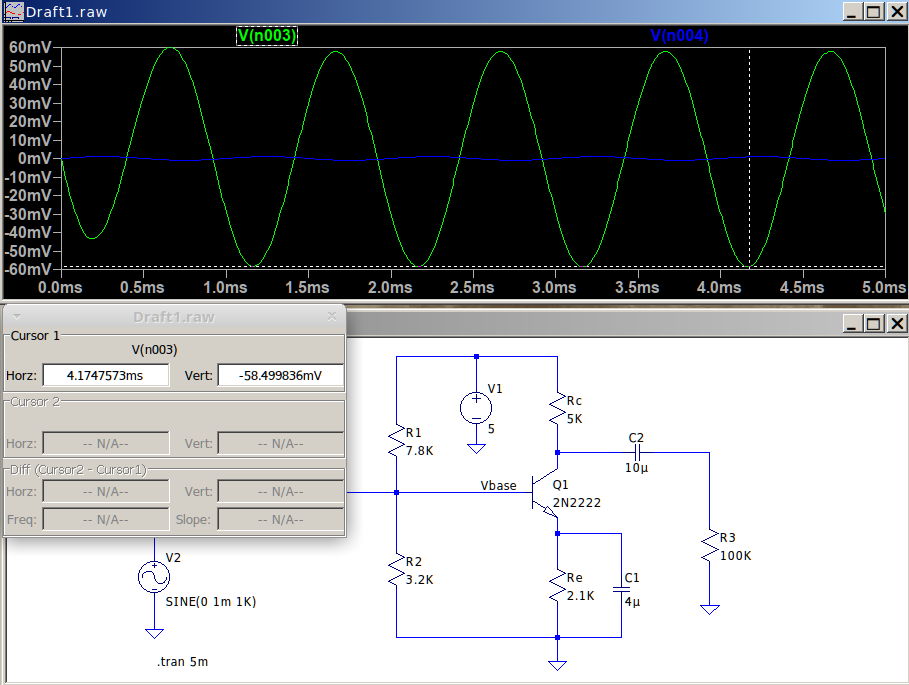 Draft1.raw
V(n003) V(n004)
60mV
50mV
40mV
30mV
20mV
10mV
0mV
-10mV
-20mV
-30mV
-40mV
-50mV
-60mV
0.0ms 0.5ms 1.0ms 1.5ms 2.0ms 2.5ms 3.0ms 3.5ms 4.0ms 4.5ms 5.0ms
Draft1.raw
Cursor 1
V(n003)
Horz: 4.1747573ms Vert: -58.499836mV
Cursor 2
Horz: -- N/A-- Vert: -- N/A--
Diff (Cursor2 - Cursor1)
Horz: -- N/A-- Vert: -- N/A--
Freq: -- N/A-- Slope: -- N/A--
V1
5
Rc
5K
R1
7.8K
C2
10µ
Vbase
Q1
2N2222
R3
100K
R2
3.2K
Re
2.1K
C1
4µ
V2
SINE(0 1m 1K)
.tran 5m